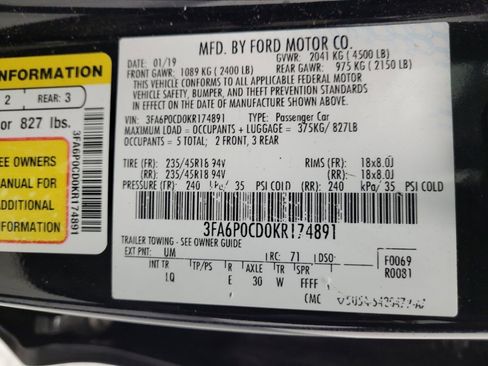 INFORMATION
2 REAR: 3
or 827 lbs.
EE OWNERS
MANUAL FOR
ADDITIONAL
INFORMATION
3FA6P0CD0KR174891
MFD. BY FORD MOTOR CO.
DATE: 01/19 GVWR: 2041 KG ( 4500 LB)
FRONT GAWR: 1089 KG ( 2400 LB) REAR GAWR: 975 KG ( 2150 LB)
THIS VEHICLE CONFORMS TO ALL APPLICABLE FEDERAL MOTOR
VEHICLE SAFETY, BUMPER, AND THEFT PREVENTION STANDARDS IN
EFFECT ON THE DATE OF MANUFACTURE SHOWN ABOVE.
VIN: 3FA6P0CD0KR174891 TYPE: Passenger Car
MAXIMUM LOAD = OCCUPANTS + LUGGAGE = 375KG/ 827LB
OCCUPANTS = 5 TOTAL; 2 FRONT, 3 REAR
TIRE (FR): 235/45R18 94V RIMS (FR): 18x8.0J
(RR): 235/45R18 94V (RR): 18x8.0J
PRESSURE (FR): 240 kPa/ 35 PSI COLD (RR): 240 kPa/ 35 PSI COLD
3FA6P0CD0KR174891
TRAILER TOWING - SEE OWNER GUIDE
EXT PNT: UM RC: 71 DSO: F0069
INT TR TP/PS R AXLE TR SPR R0081
IQ E 30 W FFFF
CMC